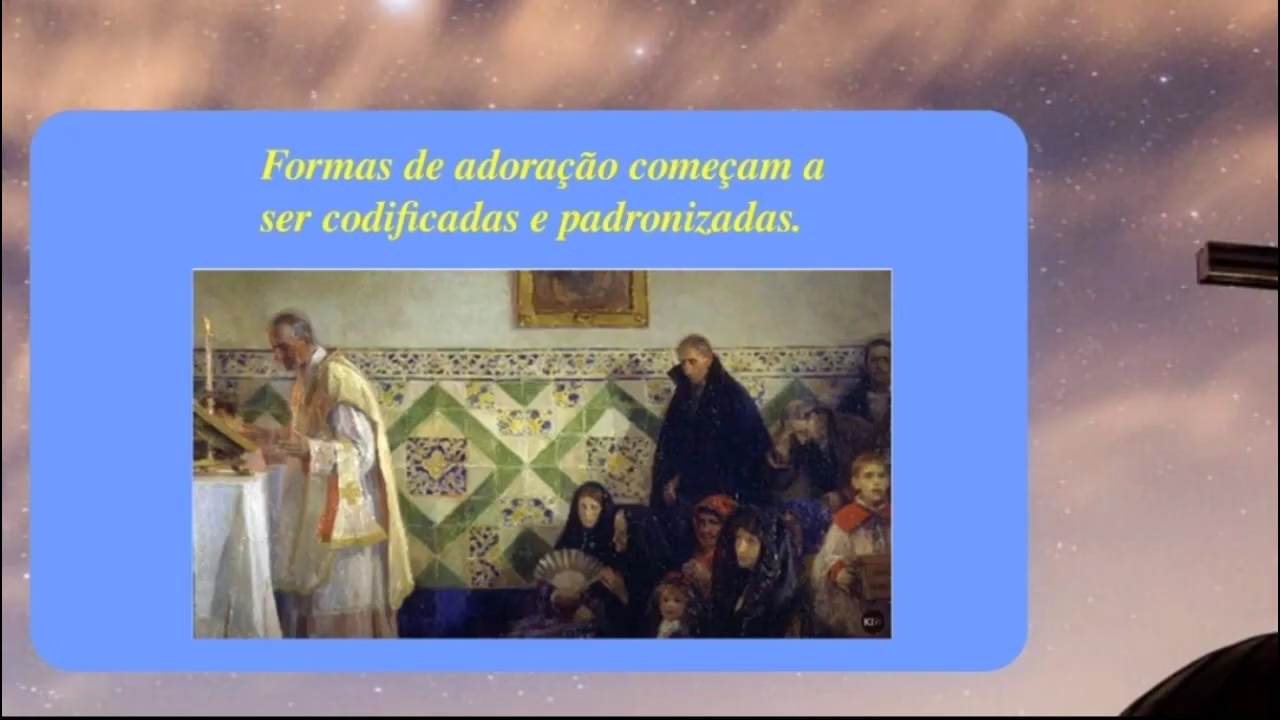 Formas de adoração começam a
ser codificadas e padronizadas.